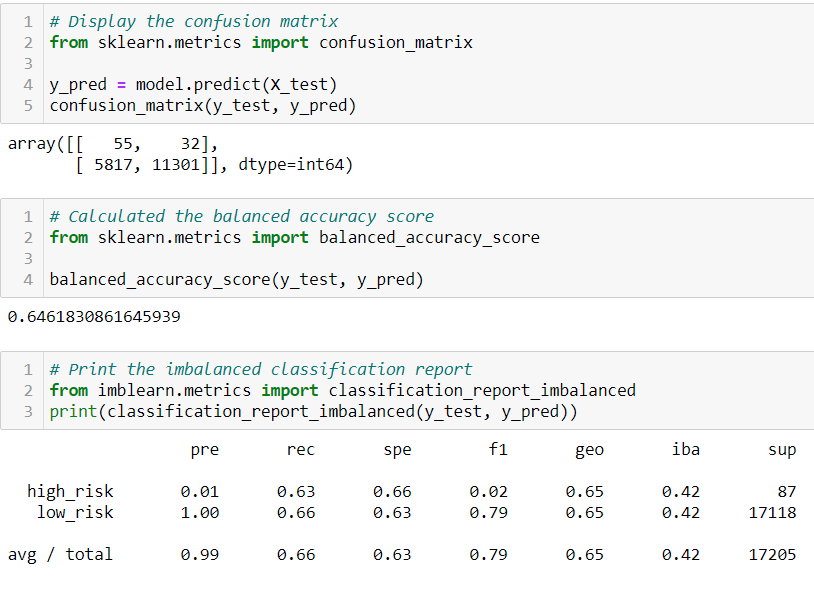 1 # Display the confusion matrix
2 from sklearn.metrics import confusion_matrix
3
4 y_pred = model.predict(X_test)
5 confusion_matrix(y_test, y_pred)
array([[   55,    32],
       [ 5817, 11301]], dtype=int64)
1 # Calculated the balanced accuracy score
2 from sklearn.metrics import balanced_accuracy_score
3
4 balanced_accuracy_score(y_test, y_pred)
0.6461830861645939
1 # Print the imbalanced classification report
2 from imblearn.metrics import classification_report_imbalanced
3 print(classification_report_imbalanced(y_test, y_pred))
pre rec spe f1 geo iba sup
high_risk 0.01 0.63 0.66 0.02 0.65 0.42 87
low_risk 1.00 0.66 0.63 0.79 0.65 0.42 17118
avg / total 0.99 0.66 0.63 0.79 0.65 0.42 17205